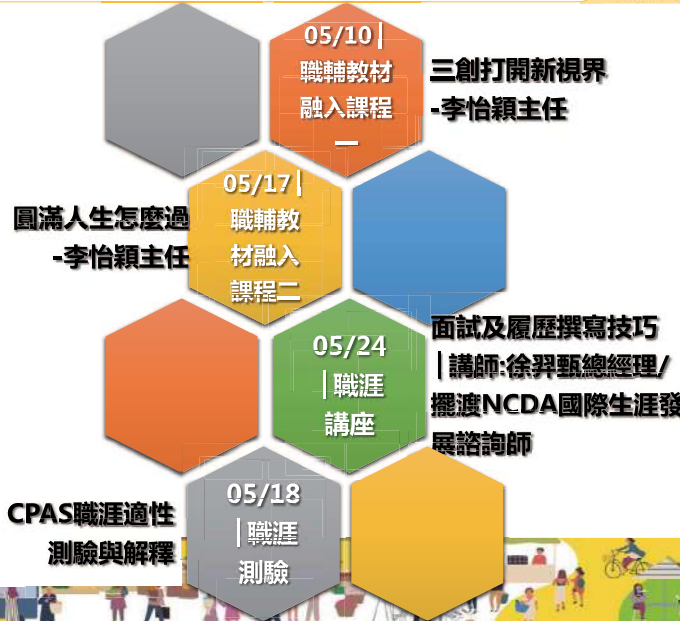 05/10|
職輔教材
融入課程
一
三創打開新視界
-李怡穎主任
圓滿人生怎麼過
-李怡穎主任
05/17|
職輔教
材融入
課程二
05/24
|職涯
講座
面試及履歷撰寫技巧
|講師:徐羿甄總經理/
擺渡NCDA國際生涯發
展諮詢師
CPAS職涯適性
測驗與解釋
05/18
|職涯
測驗